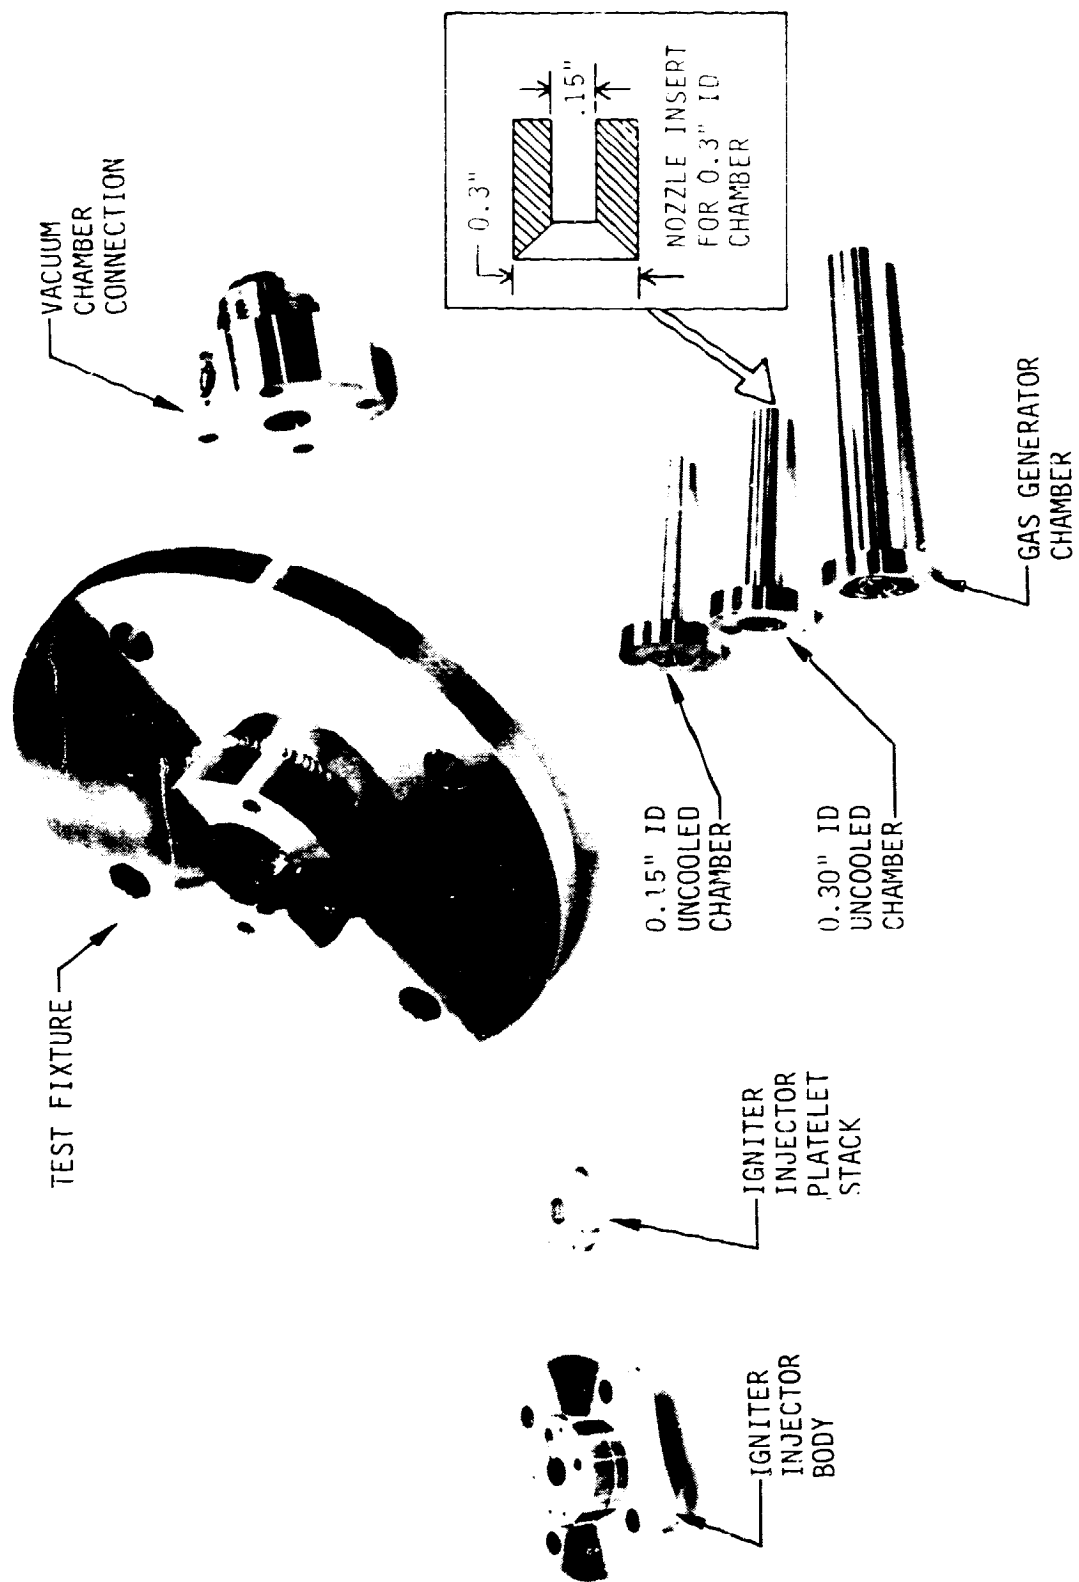 TEST FIXTURE
VACUUM
CHAMBER
CONNECTION
0.3"
.15"
NOZZLE INSERT
FOR 0.3" ID
CHAMBER
IGNITER
INJECTOR
BODY
IGNITER
INJECTOR
PLATELET
STACK
0.15" ID
UNCOOLED
CHAMBER
0.30" ID
UNCOOLED
CHAMBER
GAS GENERATOR
CHAMBER